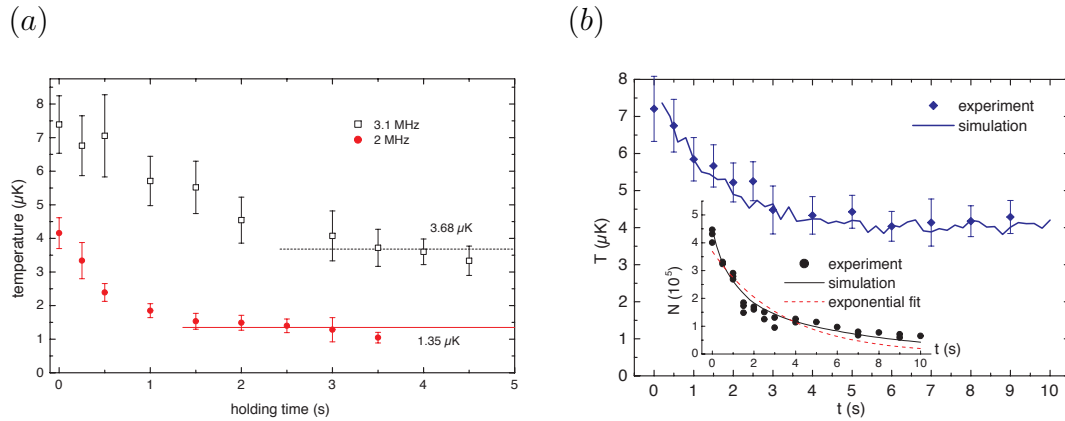 (a)
8
7
6
5
4
3
2
1
0
temperature (µK)
3.1 MHz
2 MHz
3.68 µK
1.35 µK
0 1 2 3 4 5
holding time (s)
(b)
8
7
6
5
4
3
2
1
0
T (µK)
experiment
simulation
5
4
3
2
1
0
N (10⁵)
experiment
simulation
exponential fit
0 2 4 6 8 10
t (s)
0 1 2 3 4 5 6 7 8 9 10
t (s)